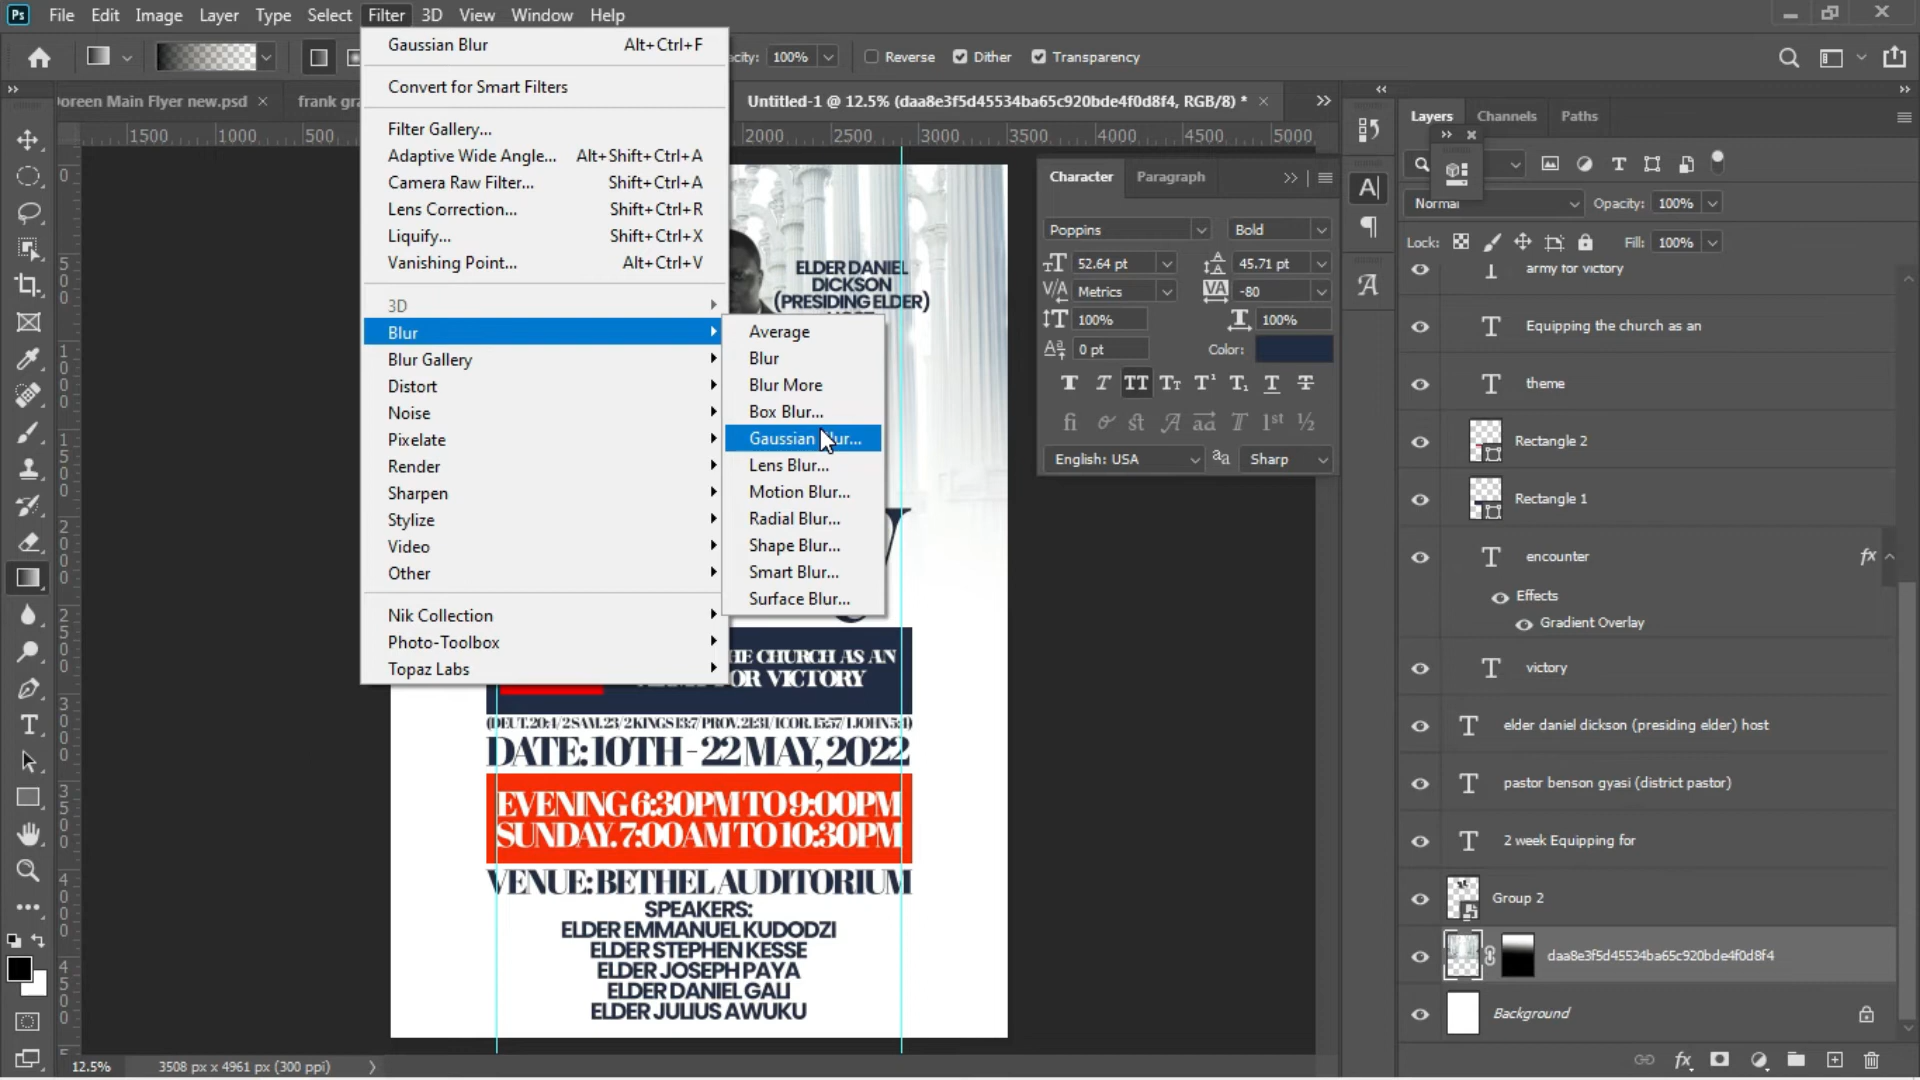 Ps File Edit Image Layer Type Select Filter 3D View Window Help
100% Reverse Dither Transparency
Main Flyer new.psd × frank Untitled-1 @ 12.5% (daa8e3f5d45534ba65c920bde4f0d8f4, RGB/8) * ×
1500 1000 500 2000 2500 3000 3500 4000 4500 5000
Gaussian Blur Alt+Ctrl+F
Convert for Smart Filters
Filter Gallery...
Adaptive Wide Angle... Alt+Shift+Ctrl+A
Camera Raw Filter... Shift+Ctrl+A
Lens Correction... Shift+Ctrl+R
Liquify... Shift+Ctrl+X
Vanishing Point... Alt+Ctrl+V
3D
Blur
Blur Gallery
Distort
Noise
Pixelate
Render
Sharpen
Stylize
Video
Other
Nik Collection
Photo-Toolbox
Topaz Labs
Average
Blur
Blur More
Box Blur...
Gaussian
Lens Blur...
Motion Blur...
Radial Blur...
Shape Blur...
Smart Blur...
Surface Blur...
ELDER DANIEL
DICKSON
(PRESIDING ELDER)
CHURCH AS AN
VICTORY
(DEUT.20:4/2 SAM. 23/2 KINGS 13:7/ PROV. 21:31/ 1 COR. 15:57/ 1 JOHN 5:4)
DATE: 10TH - 22 MAY, 2022
EVENING 6:30PM TO 9:00PM
SUNDAY. 7:00AM TO 10:30PM
VENUE: BETHEL AUDITORIUM
SPEAKERS:
ELDER EMMANUEL KUDODZI
ELDER STEPHEN KESSE
ELDER JOSEPH PAYA
ELDER DANIEL GALI
ELDER JULIUS AWUKU
12.5% 3508 px x 4961 px (300 ppi)
Character Paragraph
Poppins Bold
52.64 pt 45.71 pt
Metrics -80
100% 100%
0 pt Color:
English: USA Sharp
Layers Channels Paths
Normal Opacity: 100%
Lock: Fill: 100%
army for victory
Equipping the church as an
theme
Rectangle 2
Rectangle 1
encounter fx
Effects
Gradient Overlay
victory
elder daniel dickson (presiding elder) host
pastor benson gyasi (district pastor)
2 week Equipping for
Group 2
daa8e3f5d45534ba65c920bde4f0d8f4
Background